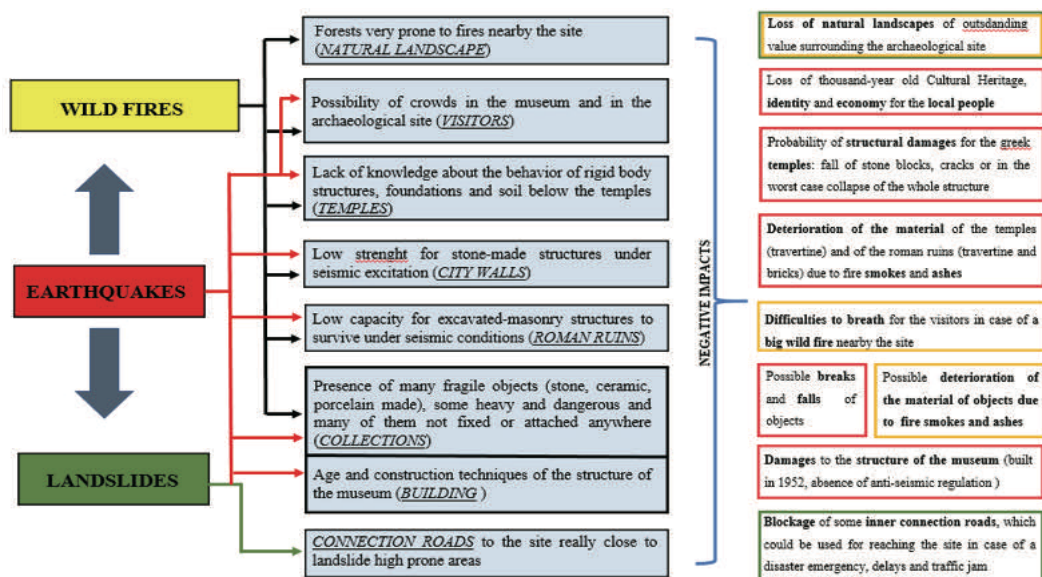 WILD FIRES
EARTHQUAKES
LANDSLIDES
Forests very prone to fires nearby the site
(NATURAL LANDSCAPE)
Possibility of crowds in the museum and in the
archaeological site (VISITORS)
Lack of knowledge about the behavior of rigid body
structures, foundations and soil below the temples
(TEMPLES)
Low strenght for stone-made structures under
seismic excitation (CITY WALLS)
Low capacity for excavated-masonry structures to
survive under seismic conditions (ROMAN RUINS)
Presence of many fragile objects (stone, ceramic,
porcelain made), some heavy and dangerous and
many of them not fixed or attached anywhere
(COLLECTIONS)
Age and construction techniques of the structure of
the museum (BUILDING )
CONNECTION ROADS to the site really close to
landslide high prone areas
NEGATIVE IMPACTS
Loss of natural landscapes of outsdanding
value surrounding the archaeological site
Loss of thousand-year old Cultural Heritage,
identity and economy for the local people
Probability of structural damages for the greek
temples: fall of stone blocks, cracks or in the
worst case collapse of the whole structure
Deterioration of the material of the temples
(travertine) and of the roman ruins (travertine and
bricks) due to fire smokes and ashes
Difficulties to breath for the visitors in case of a
big wild fire nearby the site
Possible breaks
and falls of
objects
Possible deterioration of
the material of objects due
to fire smokes and ashes
Damages to the structure of the museum (built
in 1952, absence of anti-seismic regulation )
Blockage of some inner connection roads, which
could be used for reaching the site in case of a
disaster emergency, delays and traffic jam